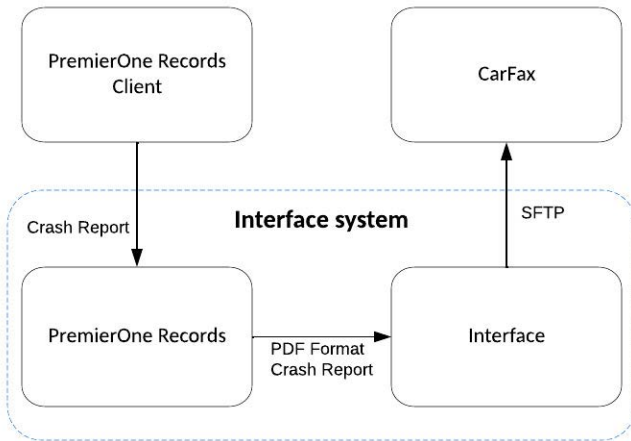 PremierOne Records
Client
CarFax
Interface system
SFTP
Crash Report
PremierOne Records
Interface
PDF Format
Crash Report